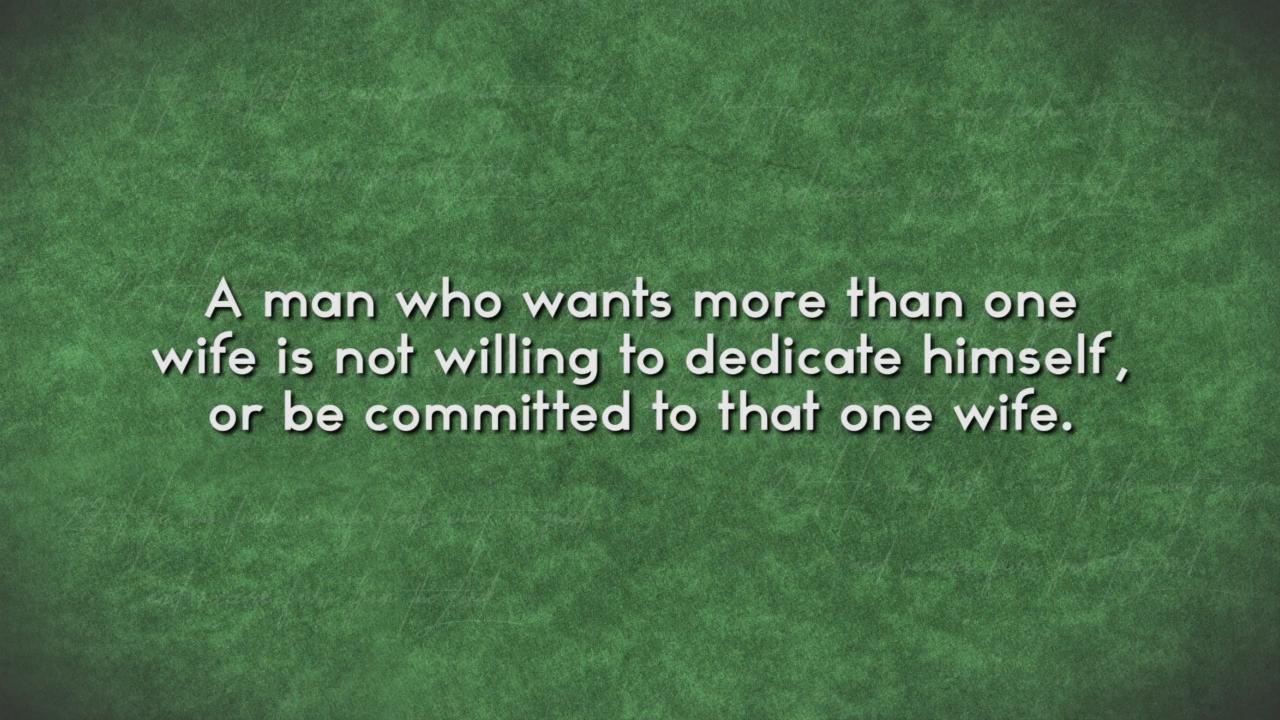 A man who wants more than one
wife is not willing to dedicate himself,
or be committed to that one wife.